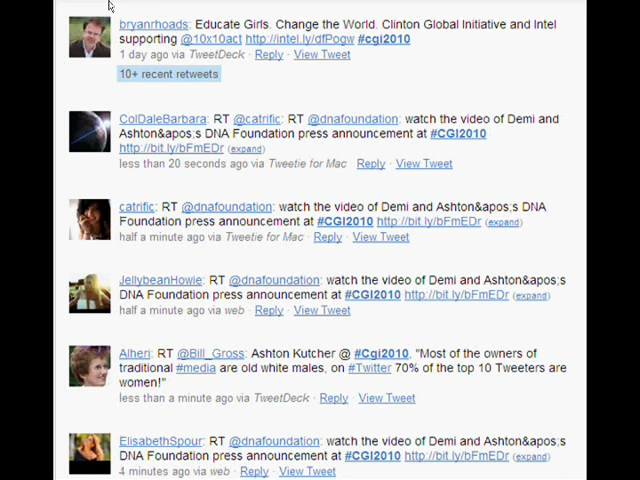 bryanrhoads: Educate Girls. Change the World. Clinton Global Initiative and Intel
supporting @10x10act http://intel.ly/dfPogw #cgi2010
1 day ago via TweetDeck · Reply · View Tweet
10+ recent retweets
ColDaleBarbara: RT @catrific: RT @dnafoundation: watch the video of Demi and
Ashton&apos;s DNA Foundation press announcement at #CGI2010
http://bit.ly/bFmEDr (expand)
less than 20 seconds ago via Tweetie for Mac · Reply · View Tweet
catrific: RT @dnafoundation: watch the video of Demi and Ashton&apos;s DNA
Foundation press announcement at #CGI2010 http://bit.ly/bFmEDr (expand)
half a minute ago via Tweetie for Mac · Reply · View Tweet
JellybeanHowie: RT @dnafoundation: watch the video of Demi and Ashton&apos;s
DNA Foundation press announcement at #CGI2010 http://bit.ly/bFmEDr (expand)
half a minute ago via web · Reply · View Tweet
Alheri: RT @Bill_Gross: Ashton Kutcher @ #Cgi2010, "Most of the owners of
traditional #media are old white males, on #Twitter 70% of the top 10 Tweeters are
women!"
less than a minute ago via TweetDeck · Reply · View Tweet
ElisabethSpour: RT @dnafoundation: watch the video of Demi and Ashton&apos;s
DNA Foundation press announcement at #CGI2010 http://bit.ly/bFmEDr (expand)
4 minutes ago via web · Reply · View Tweet